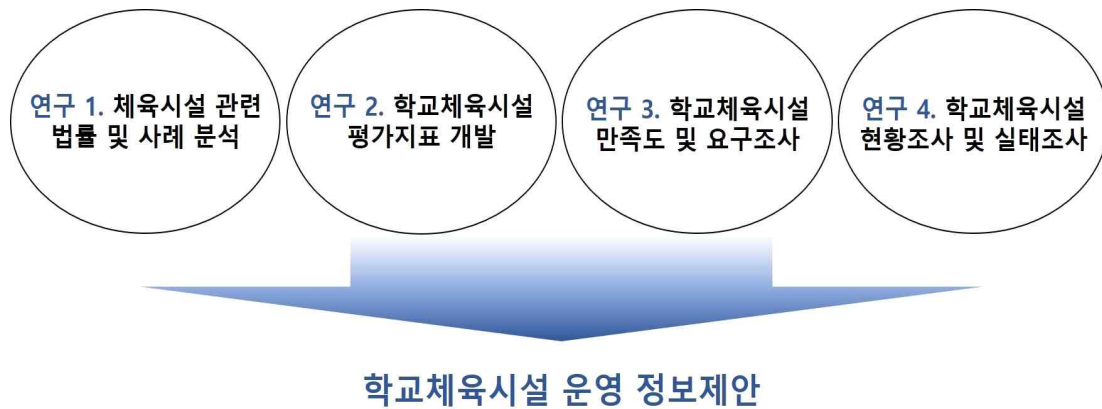 연구 1. 체육시설 관련
법률 및 사례 분석
연구 2. 학교체육시설
평가지표 개발
연구 3. 학교체육시설
만족도 및 요구조사
연구 4. 학교체육시설
현황조사 및 실태조사
학교체육시설 운영 정보제안